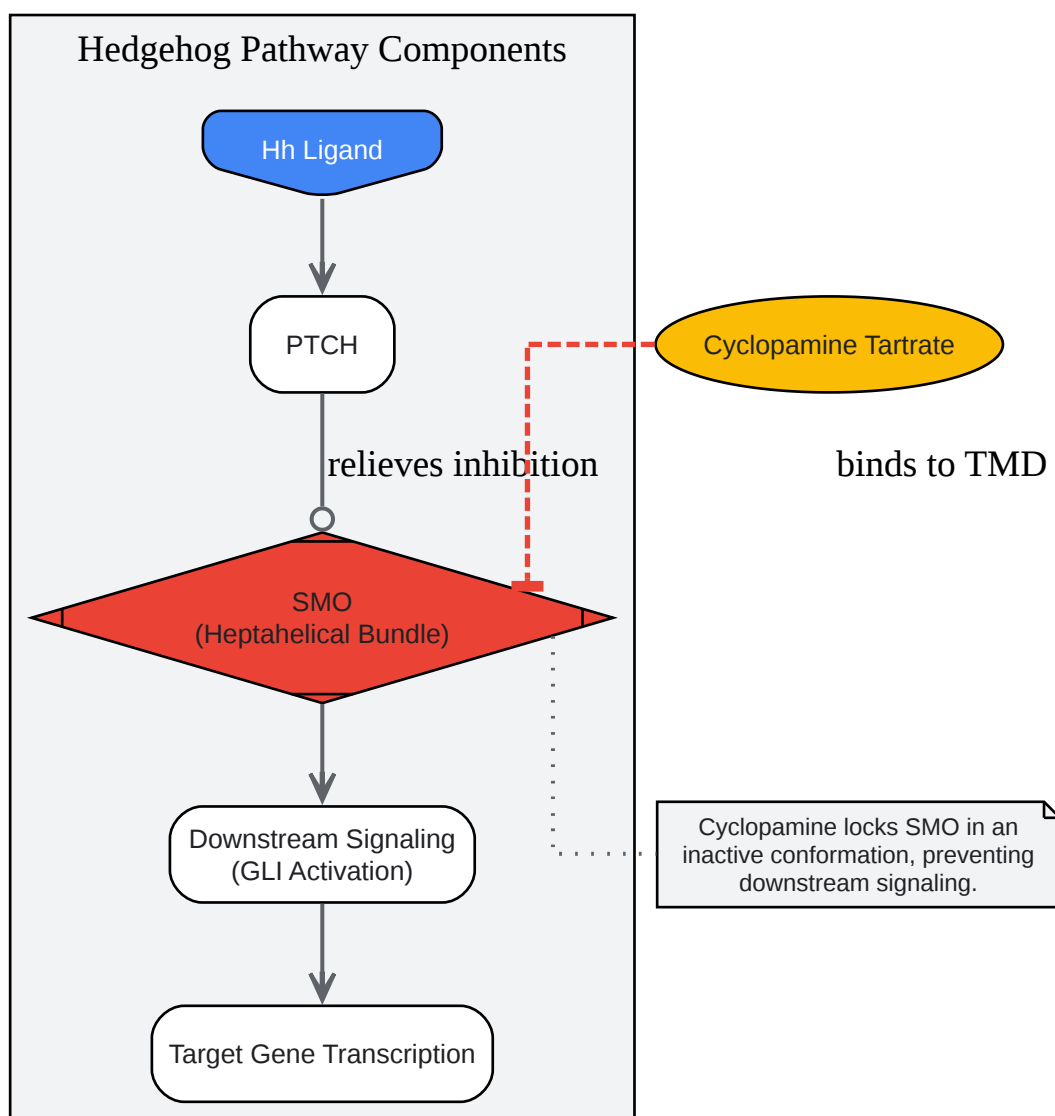 Hedgehog Pathway Components
Hh Ligand
PTCH
Cyclopamine Tartrate
relieves inhibition
binds to TMD
SMO
(Heptahelical Bundle)
Downstream Signaling
(GLI Activation)
Cyclopamine locks SMO in an
inactive conformation, preventing
downstream signaling.
Target Gene Transcription